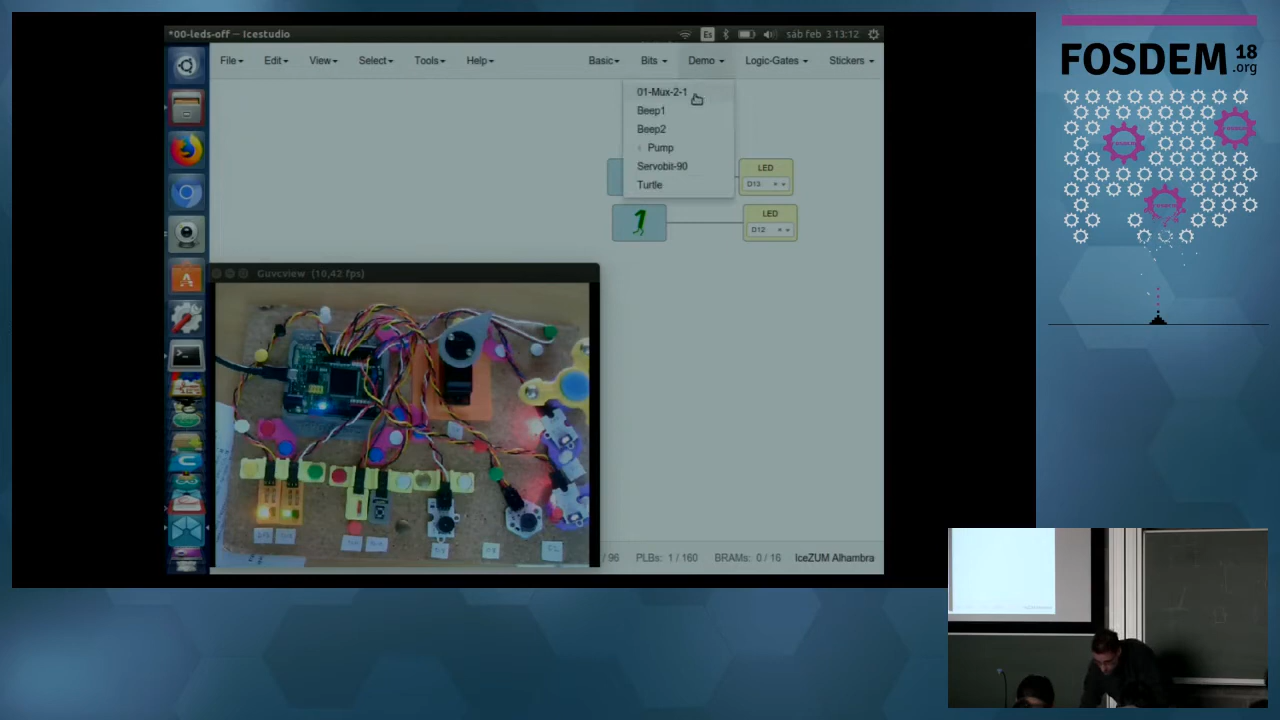 *00-leds-off – Icestudio
Es
sáb feb 3 13:12
File Edit View Select Tools Help
Basic Bits Demo Logic-Gates Stickers
01-Mux-2-1
Beep1
Beep2
Pump
Servobit-90
Turtle
LED
D13
1
LED
D12
Guvcview (10,42 fps)
/ 96 PLBs: 1 / 160 BRAMs: 0 / 16 IceZUM Alhambra
FOSDEM 18
.org